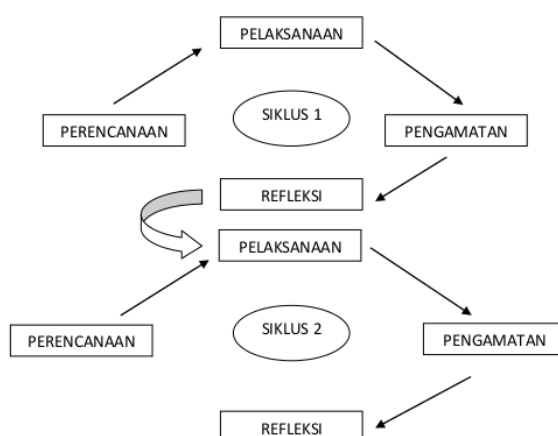 PELAKSANAAN
SIKLUS 1
PERENCANAAN
PENGAMATAN
REFLEKSI
PELAKSANAAN
SIKLUS 2
PERENCANAAN
PENGAMATAN
REFLEKSI